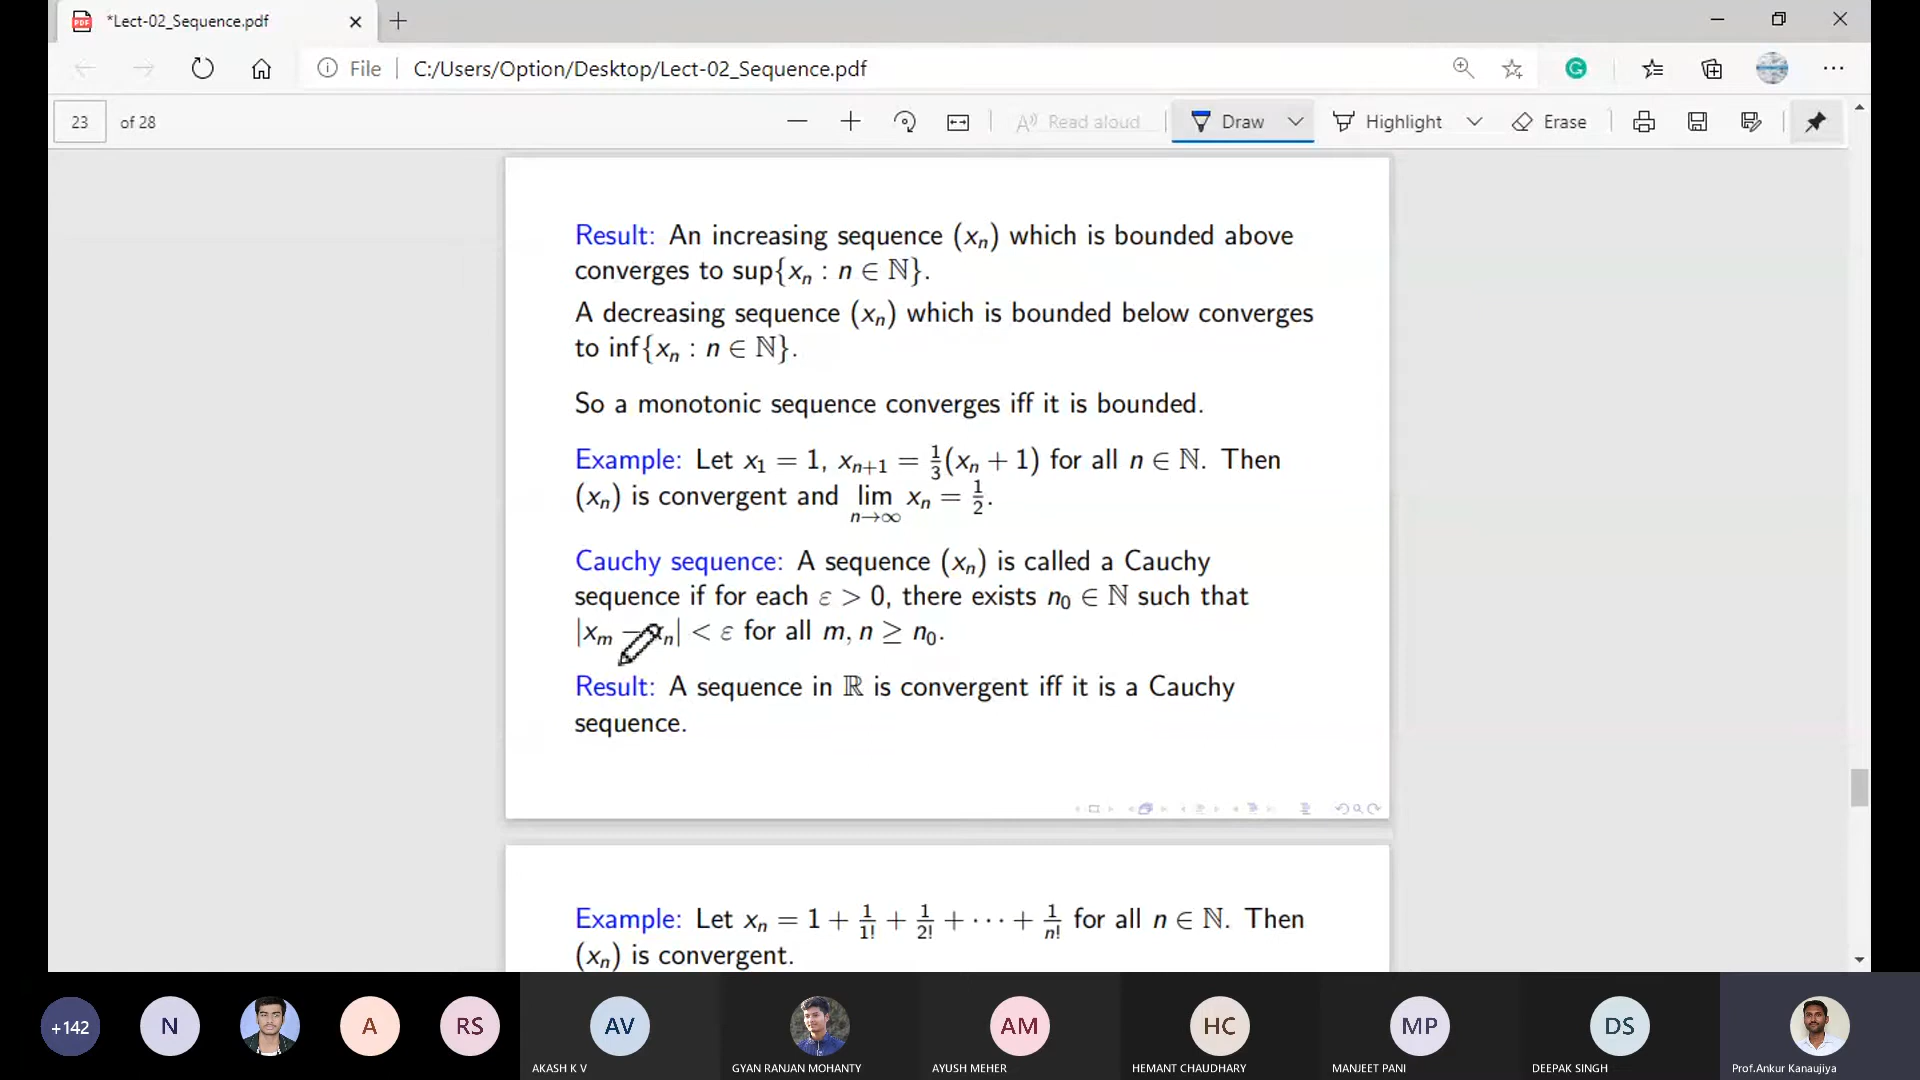 *Lect-02_Sequence.pdf
File C:/Users/Option/Desktop/Lect-02_Sequence.pdf
23 of 28 Read aloud Draw Highlight Erase
Result: An increasing sequence (xₙ) which is bounded above
converges to sup{xₙ : n ∈ ℕ}.
A decreasing sequence (xₙ) which is bounded below converges
to inf{xₙ : n ∈ ℕ}.
So a monotonic sequence converges iff it is bounded.
Example: Let x₁ = 1, xₙ₊₁ = 1/3(xₙ + 1) for all n ∈ ℕ. Then
(xₙ) is convergent and lim n→∞ xₙ = 1/2.
Cauchy sequence: A sequence (xₙ) is called a Cauchy
sequence if for each ε > 0, there exists n₀ ∈ ℕ such that
|xₘ − xₙ| < ε for all m, n ≥ n₀.
Result: A sequence in ℝ is convergent iff it is a Cauchy
sequence.
Example: Let xₙ = 1 + 1/1! + 1/2! + ··· + 1/n! for all n ∈ ℕ. Then
(xₙ) is convergent.
+142 N A RS AV AM HC MP DS
AKASH K V GYAN RANJAN MOHANTY AYUSH MEHER HEMANT CHAUDHARY MANJEET PANI DEEPAK SINGH Prof.Ankur Kanaujiya